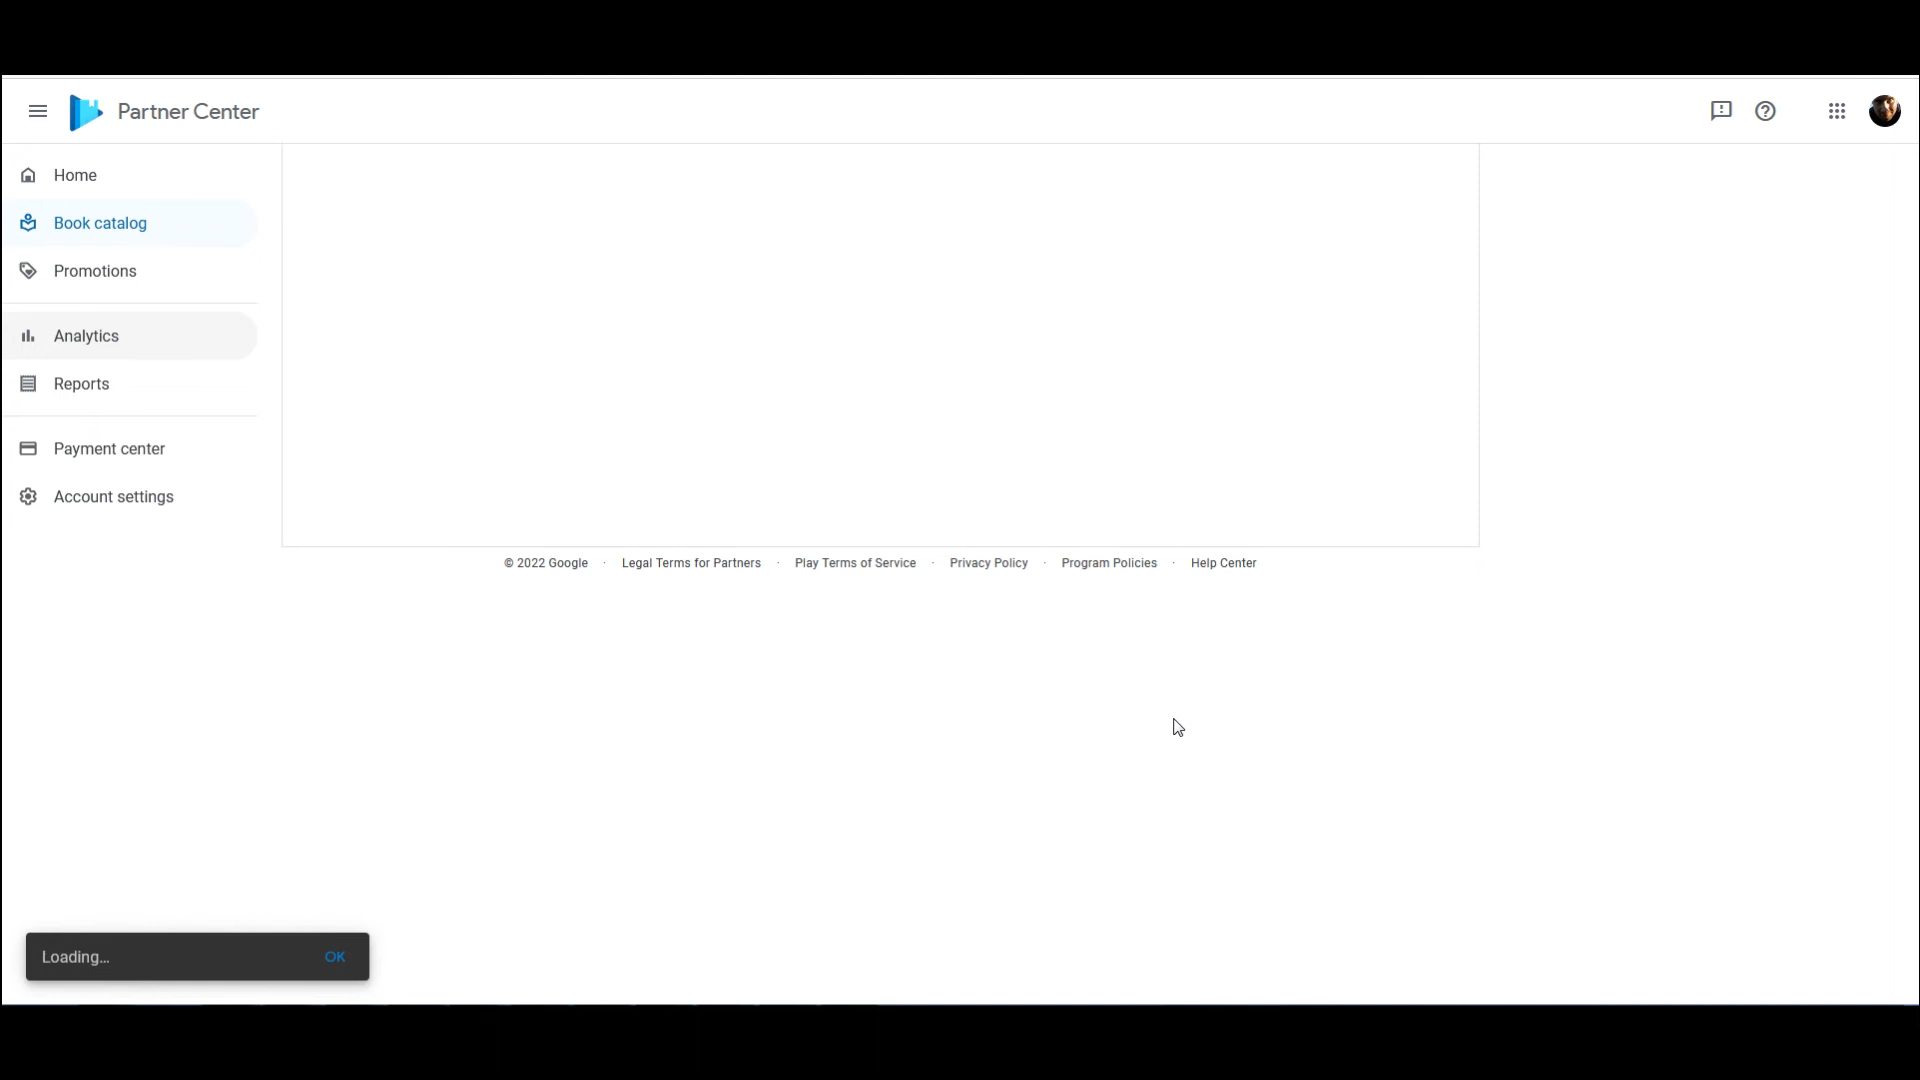 Partner Center
Home
Book catalog
Promotions
Analytics
Reports
Payment center
Account settings
© 2022 Google · Legal Terms for Partners · Play Terms of Service · Privacy Policy · Program Policies · Help Center
Loading... OK